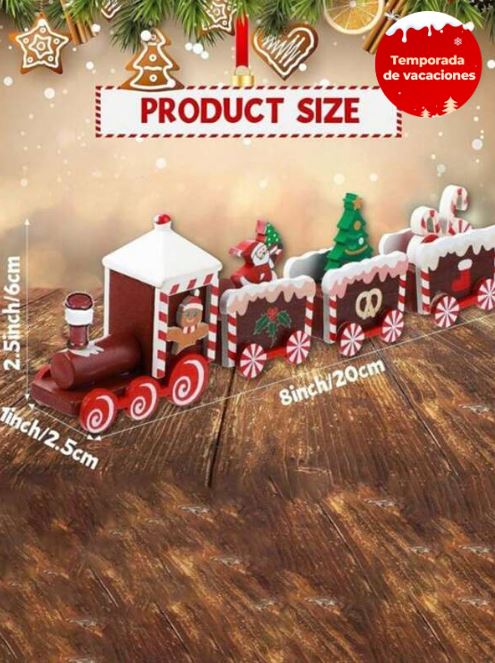 Temporada
de vacaciones
PRODUCT SIZE
2.5inch/6cm
8inch/20cm
1inch/2.5cm